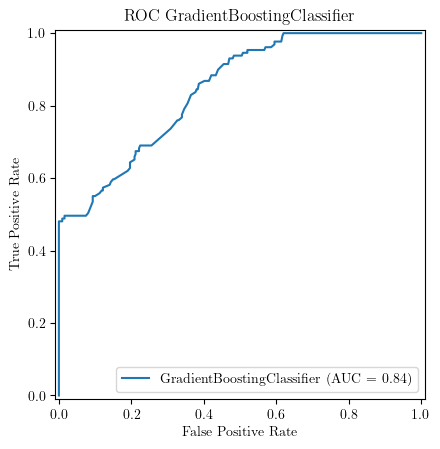 ROC GradientBoostingClassifier
1.0
0.8
0.6
0.4
0.2
0.0
True Positive Rate
GradientBoostingClassifier (AUC = 0.84)
0.0 0.2 0.4 0.6 0.8 1.0
False Positive Rate